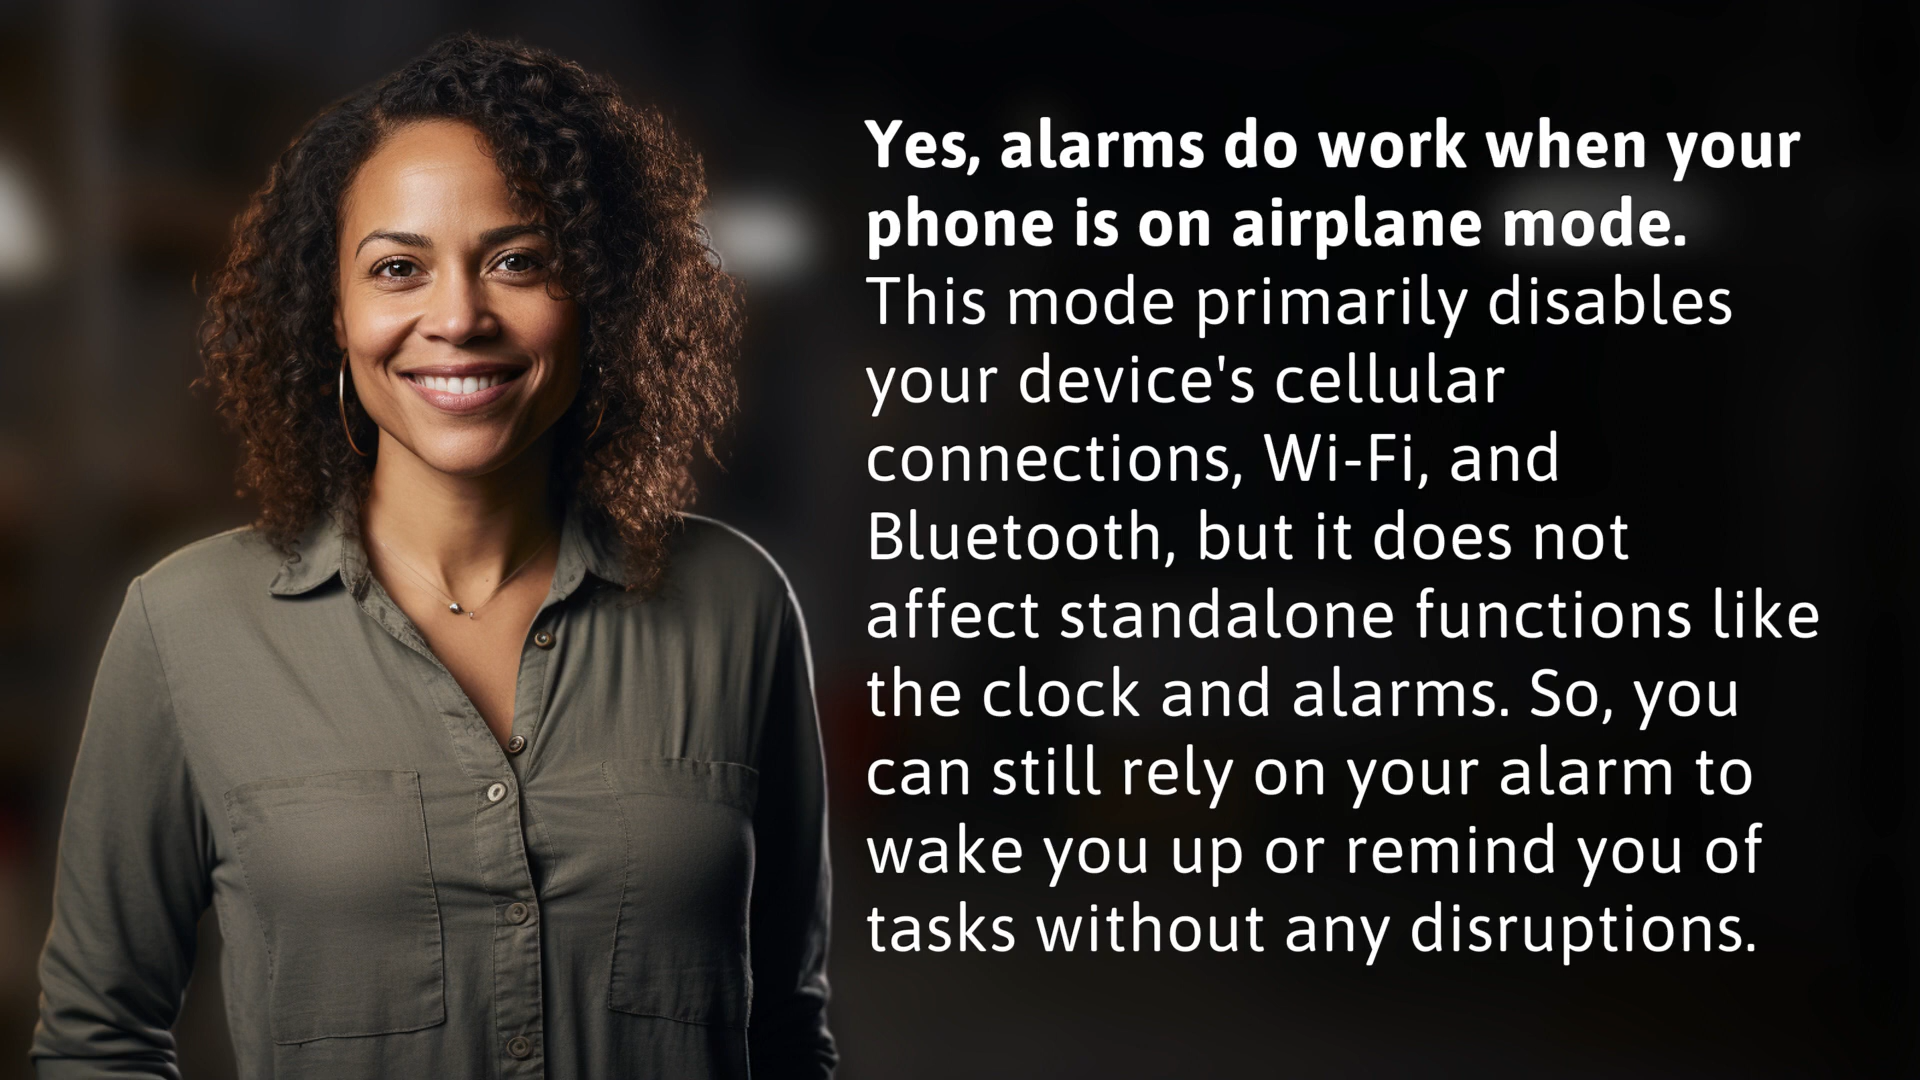 Yes, alarms do work when your
phone is on airplane mode.
This mode primarily disables
your device's cellular
connections, Wi-Fi, and
Bluetooth, but it does not
affect standalone functions like
the clock and alarms. So, you
can still rely on your alarm to
wake you up or remind you of
tasks without any disruptions.